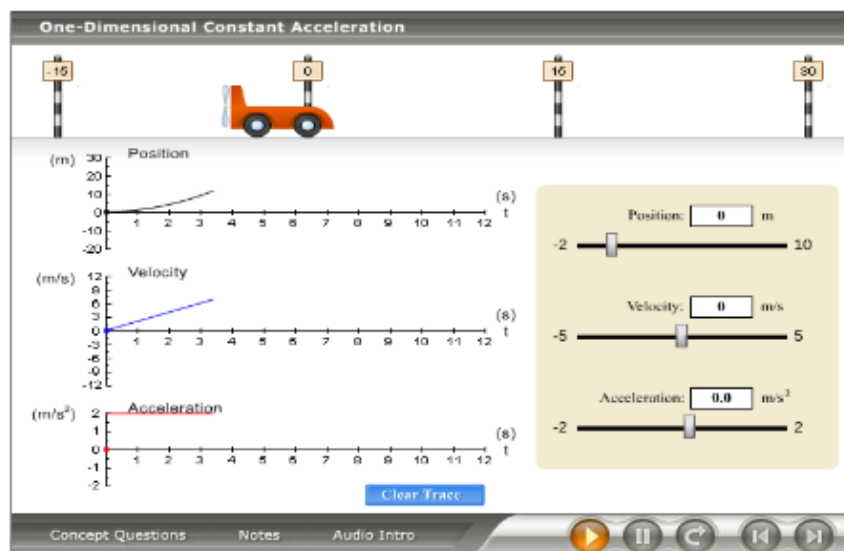 One-Dimensional Constant Acceleration
-15 0 15 30
(m) Position
30
20
10
0
-10
-20
1 2 3 4 5 6 7 8 9 10 11 12
(s)
t
(m/s) Velocity
12
9
6
3
0
-3
-6
-9
-12
1 2 3 4 5 6 7 8 9 10 11 12
(s)
t
(m/s²) Acceleration
2
1
0
-1
-2
1 2 3 4 5 6 7 8 9 10 11 12
(s)
t
Clear Trace
Position: 0 m
-2 10
Velocity: 0 m/s
-5 5
Acceleration: 0.0 m/s²
-2 2
Concept Questions Notes Audio Intro